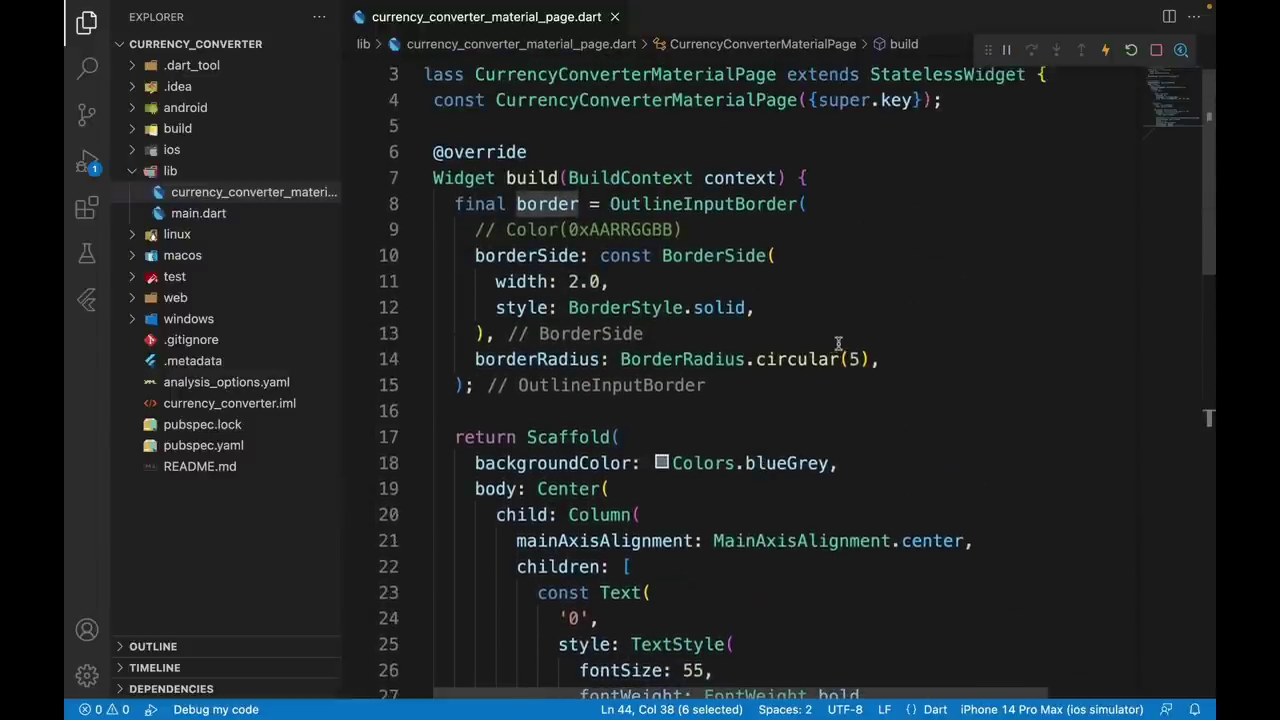 EXPLORER
CURRENCY_CONVERTER
.dart_tool
.idea
android
build
ios
lib
currency_converter_materi...
main.dart
linux
macos
test
web
windows
.gitignore
.metadata
analysis_options.yaml
currency_converter.iml
pubspec.lock
pubspec.yaml
README.md
OUTLINE
TIMELINE
DEPENDENCIES
1
currency_converter_material_page.dart
lib > currency_converter_material_page.dart > CurrencyConverterMaterialPage > build
3 lass CurrencyConverterMaterialPage extends StatelessWidget {
4 const CurrencyConverterMaterialPage({super.key});
5
6 @override
7 Widget build(BuildContext context) {
8 final border = OutlineInputBorder(
9 // Color(0xAARRGGBB)
10 borderSide: const BorderSide(
11 width: 2.0,
12 style: BorderStyle.solid,
13 ), // BorderSide
14 borderRadius: BorderRadius.circular(5),
15 ); // OutlineInputBorder
16
17 return Scaffold(
18 backgroundColor: Colors.blueGrey,
19 body: Center(
20 child: Column(
21 mainAxisAlignment: MainAxisAlignment.center,
22 children: [
23 const Text(
24 '0',
25 style: TextStyle(
26 fontSize: 55,
27 fontWeight: FontWeight.bold,
0 0 Debug my code Ln 44, Col 38 (6 selected) Spaces: 2 UTF-8 LF {} Dart iPhone 14 Pro Max (ios simulator)